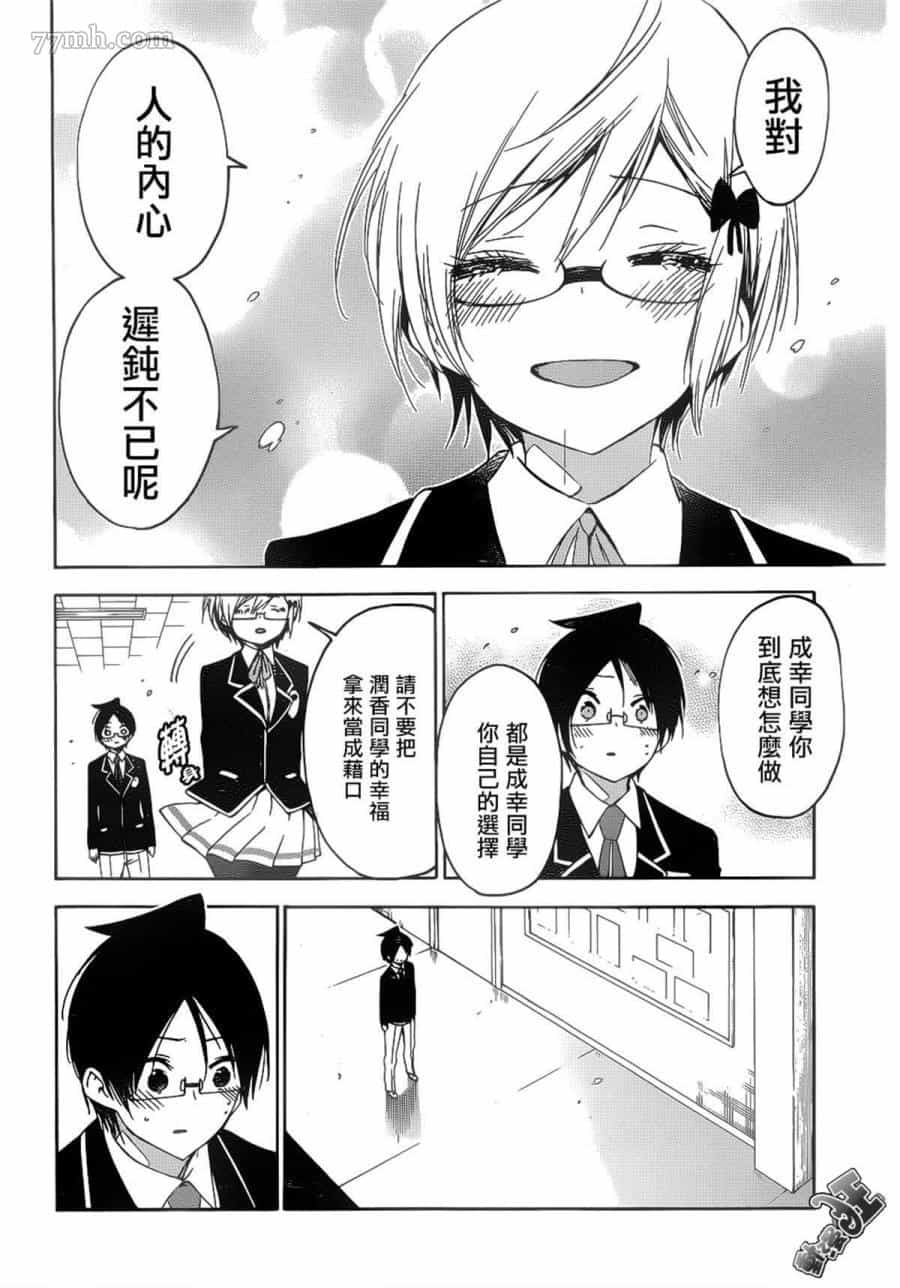 77mh.com
我對
人的內心
遲鈍不已呢
成幸同學你
到底想怎麼做
都是成幸同學
你自己的選擇
請不要把
潤香同學的幸福
拿來當成藉口
轉身